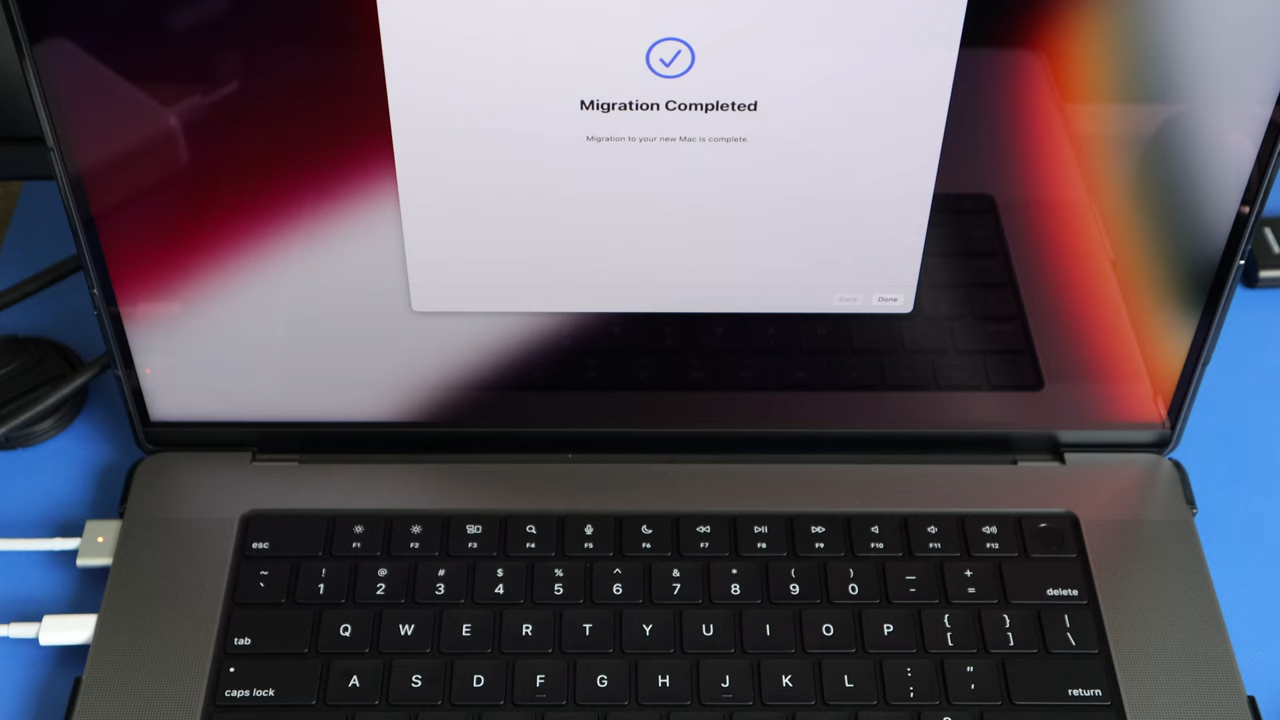 Migration Completed
Migration to your new Mac is complete.
Back Done
esc F1 F2 F3 F4 F5 F6 F7 F8 F9 F10 F11 F12
~ ! @ # $ % ^ & * ( ) — +
` 1 2 3 4 5 6 7 8 9 0 - = delete
{ } |
tab Q W E R T Y U I O P [ ] \
: "
caps lock A S D F G H J K L ; ' return